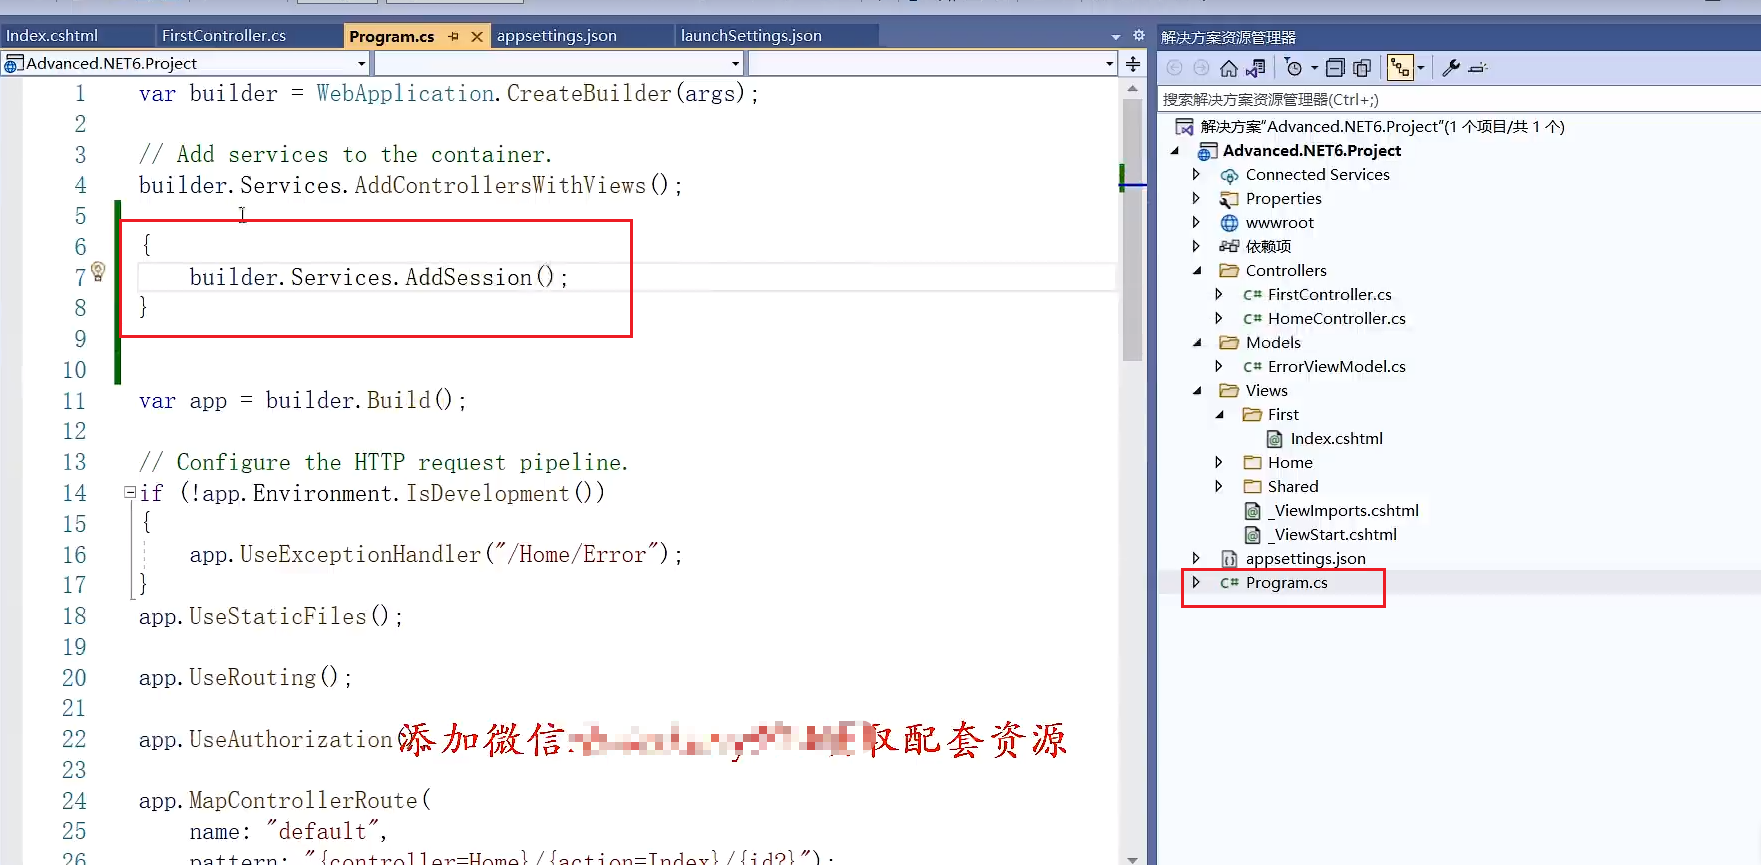 Index.cshtml FirstController.cs Program.cs appsettings.json launchSettings.json
Advanced.NET6.Project
1 var builder = WebApplication.CreateBuilder(args);
2
3 // Add services to the container.
4 builder.Services.AddControllersWithViews();
5
6 {
7 builder.Services.AddSession();
8 }
9
10
11 var app = builder.Build();
12
13 // Configure the HTTP request pipeline.
14 if (!app.Environment.IsDevelopment())
15 {
16 app.UseExceptionHandler("/Home/Error");
17 }
18 app.UseStaticFiles();
19
20 app.UseRouting();
21
22 app.UseAuthorization(
添加微信: 取配套资源
23
24 app.MapControllerRoute(
25 name: "default",
26 pattern: "{controller=Home}/{action=Index}/{id?}");
解决方案资源管理器
搜索解决方案资源管理器(Ctrl+;)
解决方案"Advanced.NET6.Project"(1 个项目/共 1 个)
Advanced.NET6.Project
Connected Services
Properties
wwwroot
依赖项
Controllers
C# FirstController.cs
C# HomeController.cs
Models
C# ErrorViewModel.cs
Views
First
Index.cshtml
Home
Shared
_ViewImports.cshtml
_ViewStart.cshtml
appsettings.json
C# Program.cs